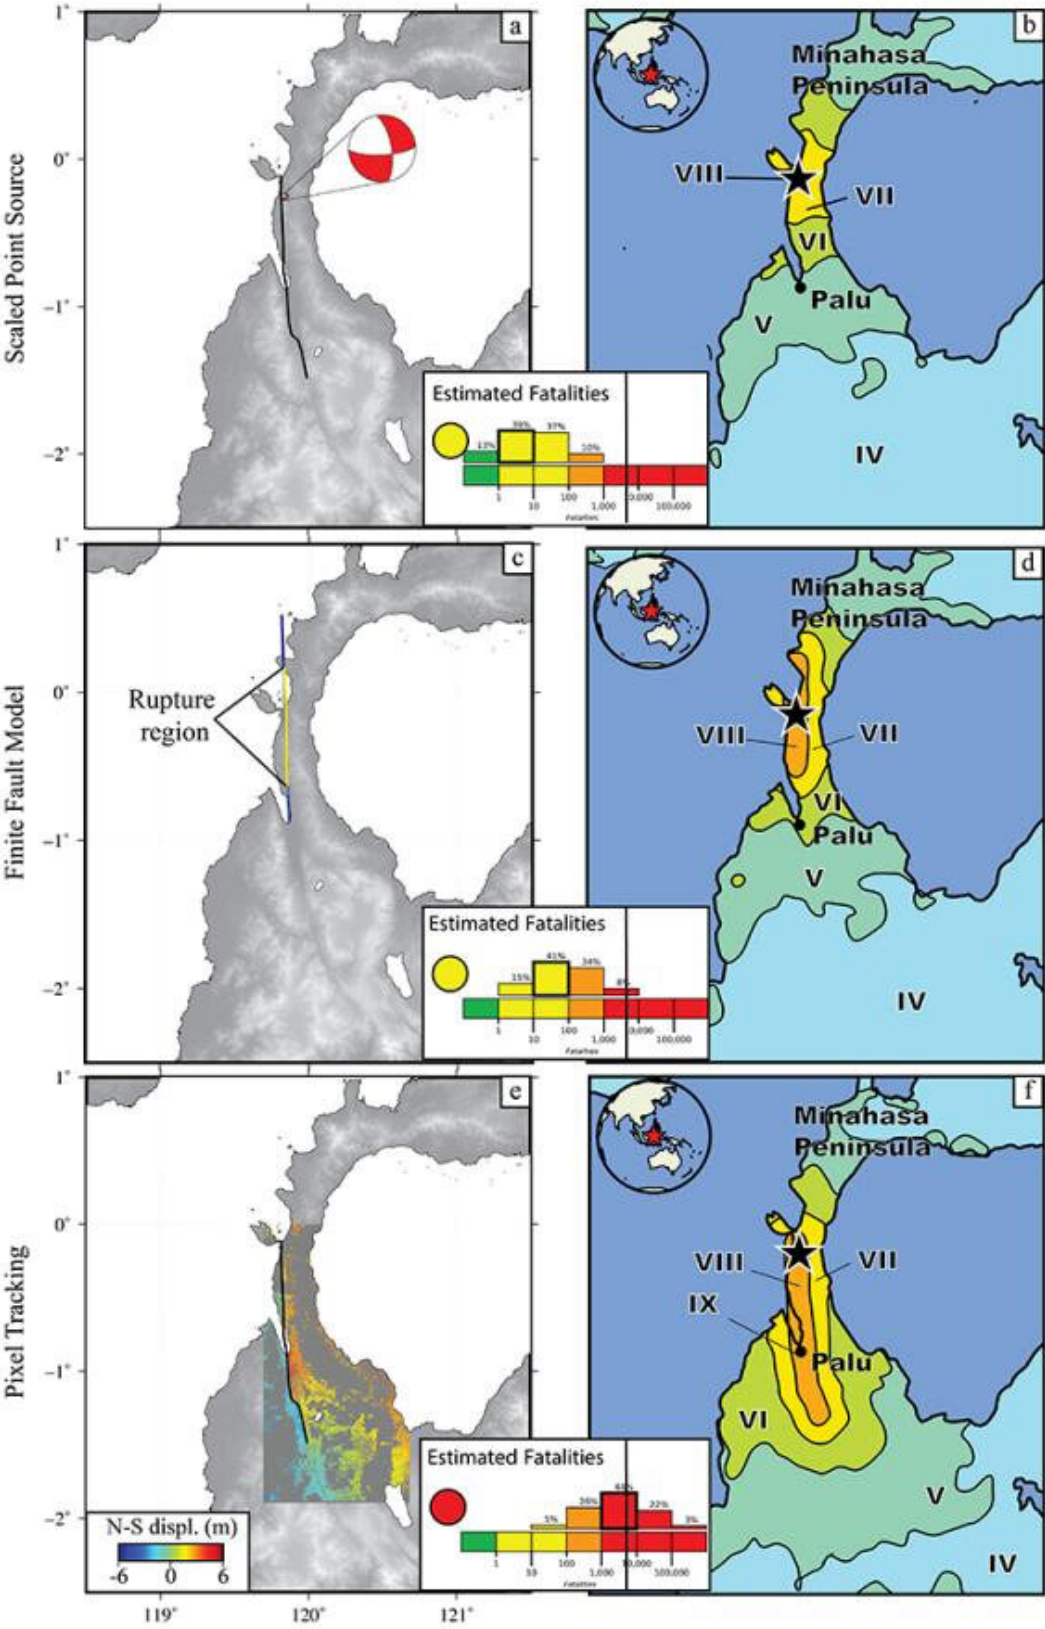 Scaled Point Source
1°
0°
−1°
−2°
a
b
Minahasa
Peninsula
VIII
VII
VI
Palu
V
IV
Estimated Fatalities
13%
39%
37%
10%
1
10
100
1,000
100,000
Fatalities
Finite Fault Model
1°
0°
−1°
−2°
c
Rupture
region
d
Minahasa
Peninsula
VIII
VII
VI
Palu
V
IV
Estimated Fatalities
15%
41%
34%
8%
1
10
100
1,000
100,000
Fatalities
Pixel Tracking
1°
0°
−1°
−2°
e
N-S displ. (m)
-6
0
6
119°
120°
121°
f
Minahasa
Peninsula
VIII
VII
IX
Palu
VI
V
IV
Estimated Fatalities
5%
26%
22%
3%
1
10
100
1,000
10,000
100,000
Fatalities